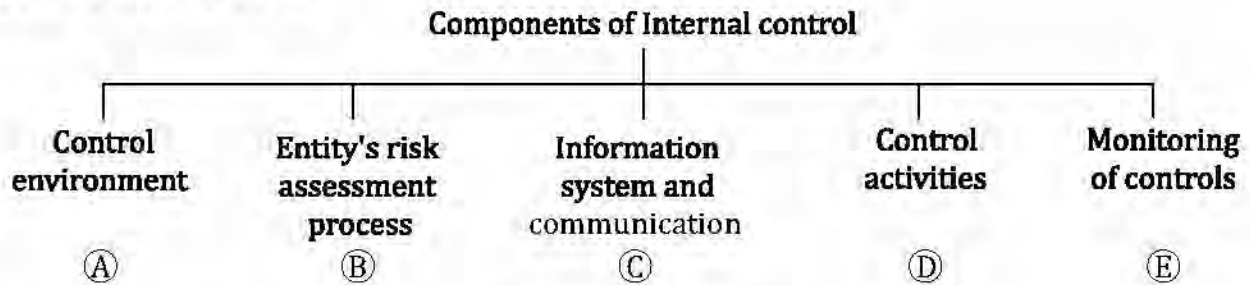 Components of Internal control
Control
environment
Entity's risk
assessment
process
Information
system and
communication
Control
activities
Monitoring
of controls
Ⓐ
Ⓑ
Ⓒ
Ⓓ
Ⓔ